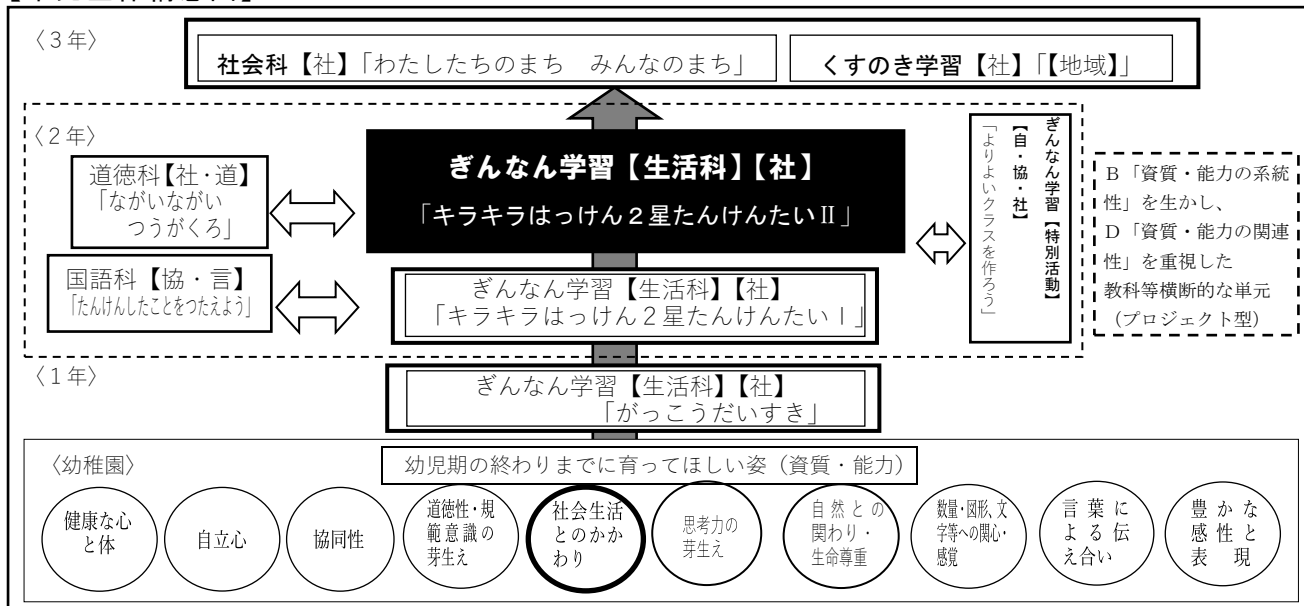 〈３年〉
社会科【社】「わたしたちのまち　みんなのまち」
くすのき学習【社】「【地域】」
〈２年〉
道徳科【社・道】
「ながいながい
つうがくろ」
国語科【協・言】
「たんけんしたことをつたえよう」
ぎんなん学習【生活科】【社】
「キラキラはっけん２星たんけんたいⅡ」
ぎんなん学習【生活科】【社】
「キラキラはっけん２星たんけんたいⅠ」
ぎんなん学習【特別活動】
【自・協・社】
「よりよいクラスを作ろう」
Ｂ「資質・能力の系統
性」を生かし、
Ｄ「資質・能力の関連
性」を重視した
教科等横断的な単元
（プロジェクト型）
〈１年〉
ぎんなん学習【生活科】【社】
「がっこうだいすき」
〈幼稚園〉
幼児期の終わりまでに育ってほしい姿（資質・能力）
健康な心
と体
自立心
協同性
道徳性・規
範意識の
芽生え
社会生活
とのかか
わり
思考力の
芽生え
自然との
関わり・
生命尊重
数量・図形、文
字等への関心・
感覚
言葉に
よる伝
え合い
豊かな
感性と
表現